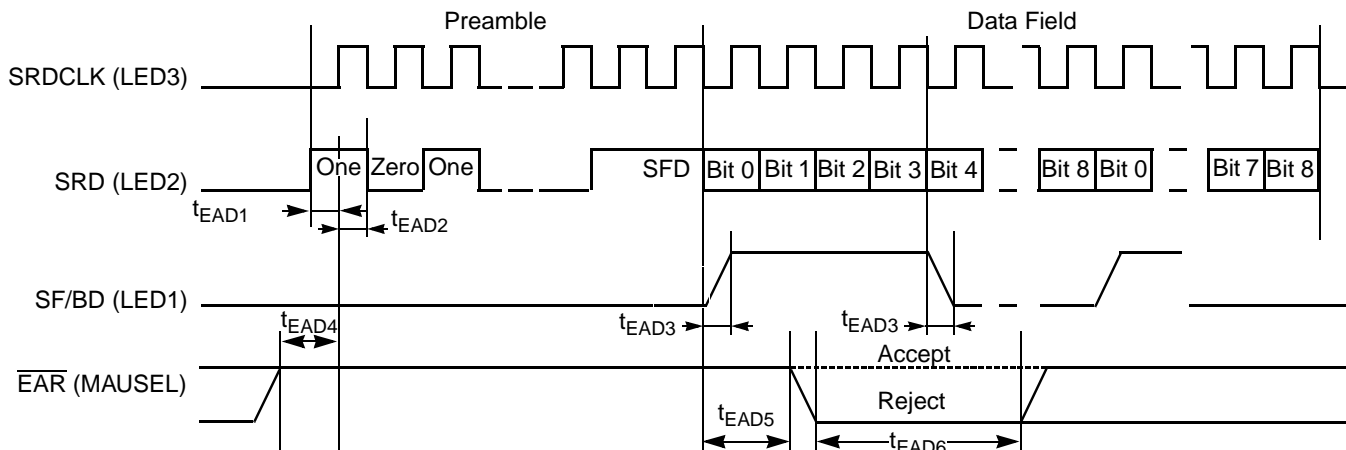 Preamble Data Field
SRDCLK (LED3)
SRD (LED2) One Zero One SFD Bit 0 Bit 1 Bit 2 Bit 3 Bit 4 Bit 8 Bit 0 Bit 7 Bit 8
tEAD1 tEAD2
SF/BD (LED1)
tEAD4 tEAD3 tEAD3
EAR (MAUSEL) Accept
Reject
tEAD5 tEAD6